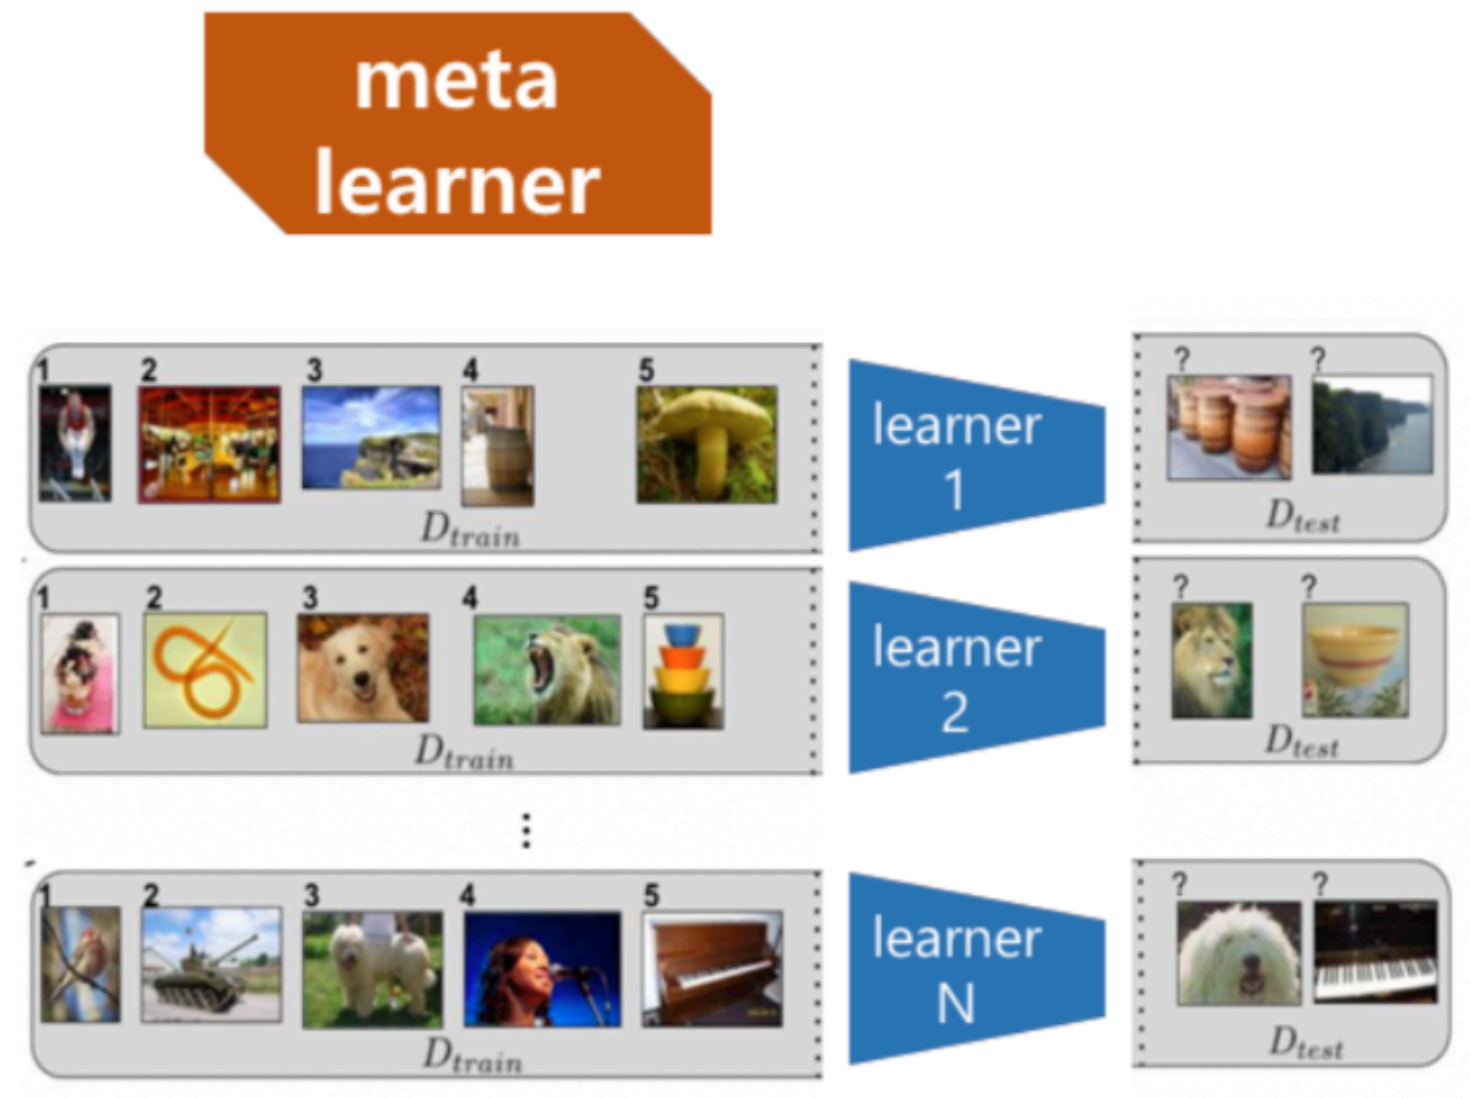 meta
learner
1 2 3 4 5
D_train
learner
1
? ?
D_test
1 2 3 4 5
D_train
learner
2
? ?
D_test
⋮
1 2 3 4 5
D_train
learner
N
? ?
D_test